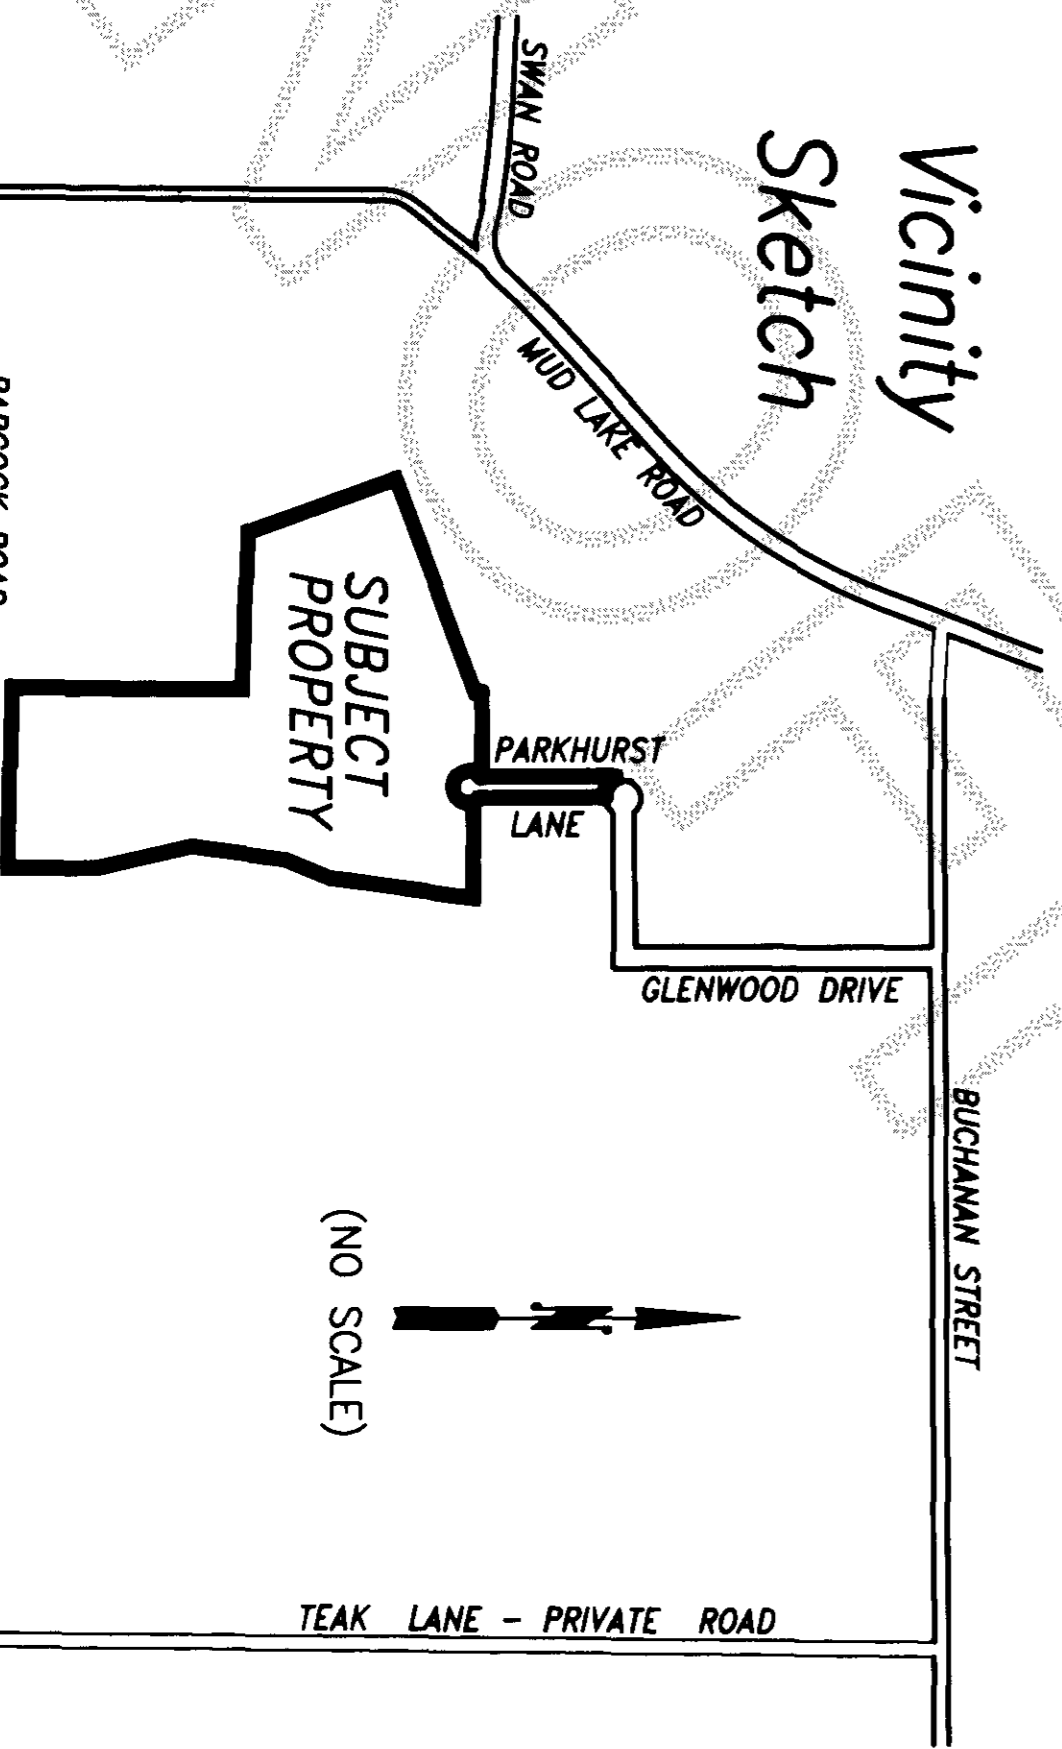 Vicinity
Sketch
SWAN ROAD
MUD LAKE ROAD
SUBJECT
PROPERTY
PARKHURST
LANE
GLENWOOD DRIVE
BUCHANAN STREET
(NO SCALE)
TEAK LANE - PRIVATE ROAD